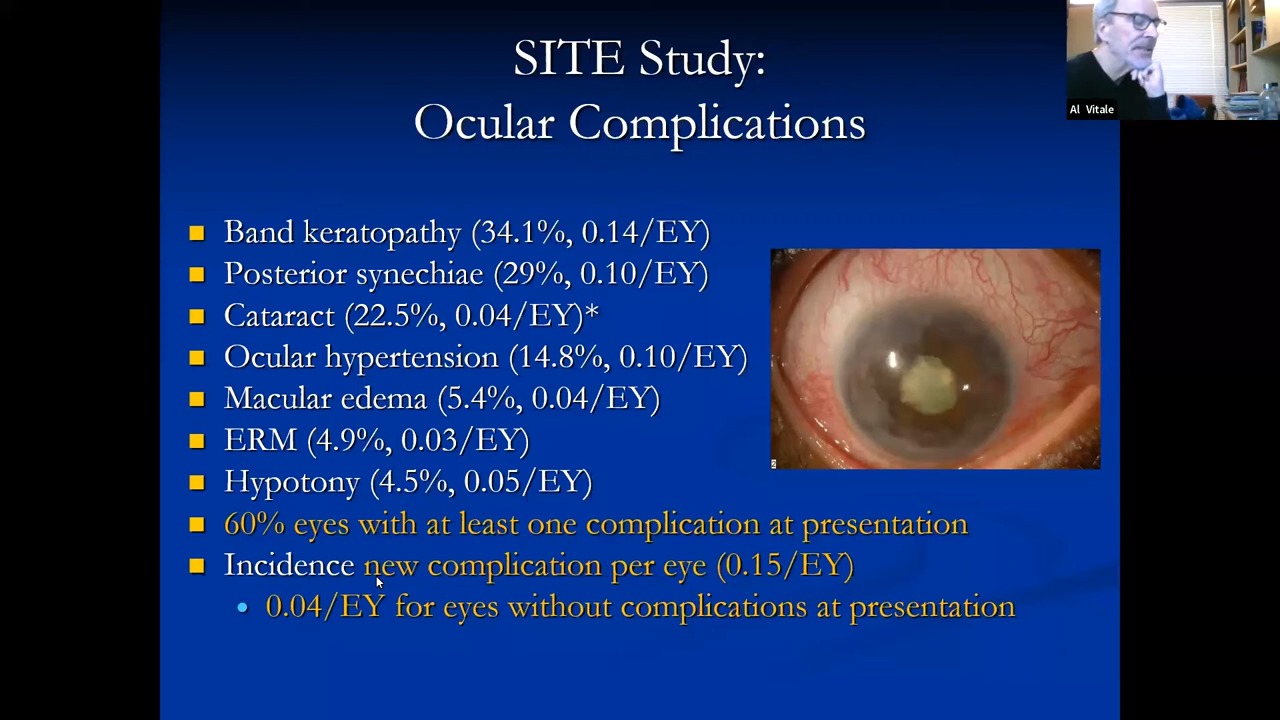 SITE Study:
Ocular Complications
Al Vitale
Band keratopathy (34.1%, 0.14/EY)
Posterior synechiae (29%, 0.10/EY)
Cataract (22.5%, 0.04/EY)*
Ocular hypertension (14.8%, 0.10/EY)
Macular edema (5.4%, 0.04/EY)
ERM (4.9%, 0.03/EY)
Hypotony (4.5%, 0.05/EY)
60% eyes with at least one complication at presentation
Incidence new complication per eye (0.15/EY)
0.04/EY for eyes without complications at presentation